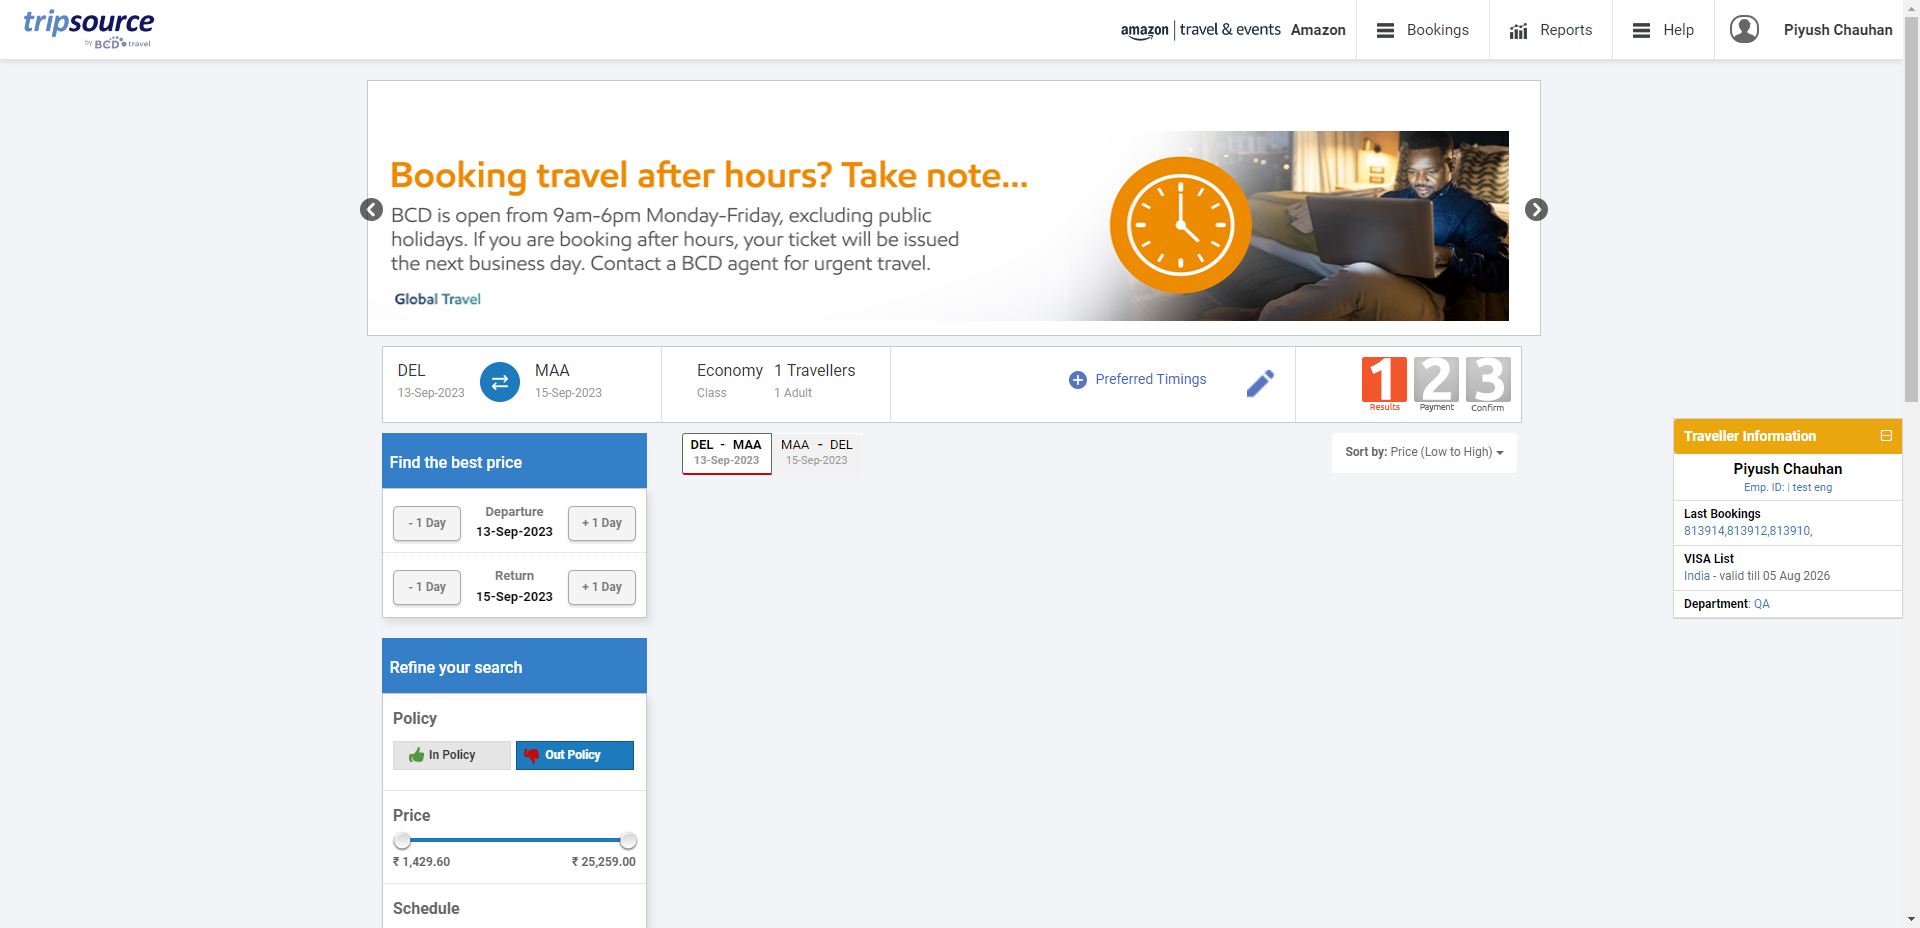 tripsource
by BCD travel
amazon | travel & events Amazon
Bookings
Reports
Help
Piyush Chauhan
Booking travel after hours? Take note...
BCD is open from 9am-6pm Monday-Friday, excluding public
holidays. If you are booking after hours, your ticket will be issued
the next business day. Contact a BCD agent for urgent travel.
Global Travel
DEL
13-Sep-2023
MAA
15-Sep-2023
Economy
Class
1 Travellers
1 Adult
Preferred Timings
1 2 3
Results Payment Confirm
Find the best price
- 1 Day
Departure
13-Sep-2023
+ 1 Day
- 1 Day
Return
15-Sep-2023
+ 1 Day
DEL - MAA
13-Sep-2023
MAA - DEL
15-Sep-2023
Sort by: Price (Low to High)
Traveller Information
Piyush Chauhan
Emp. ID: | test eng
Last Bookings
813914,813912,813910,
VISA List
India - valid till 05 Aug 2026
Department: QA
Refine your search
Policy
In Policy
Out Policy
Price
₹ 1,429.60
₹ 25,259.00
Schedule